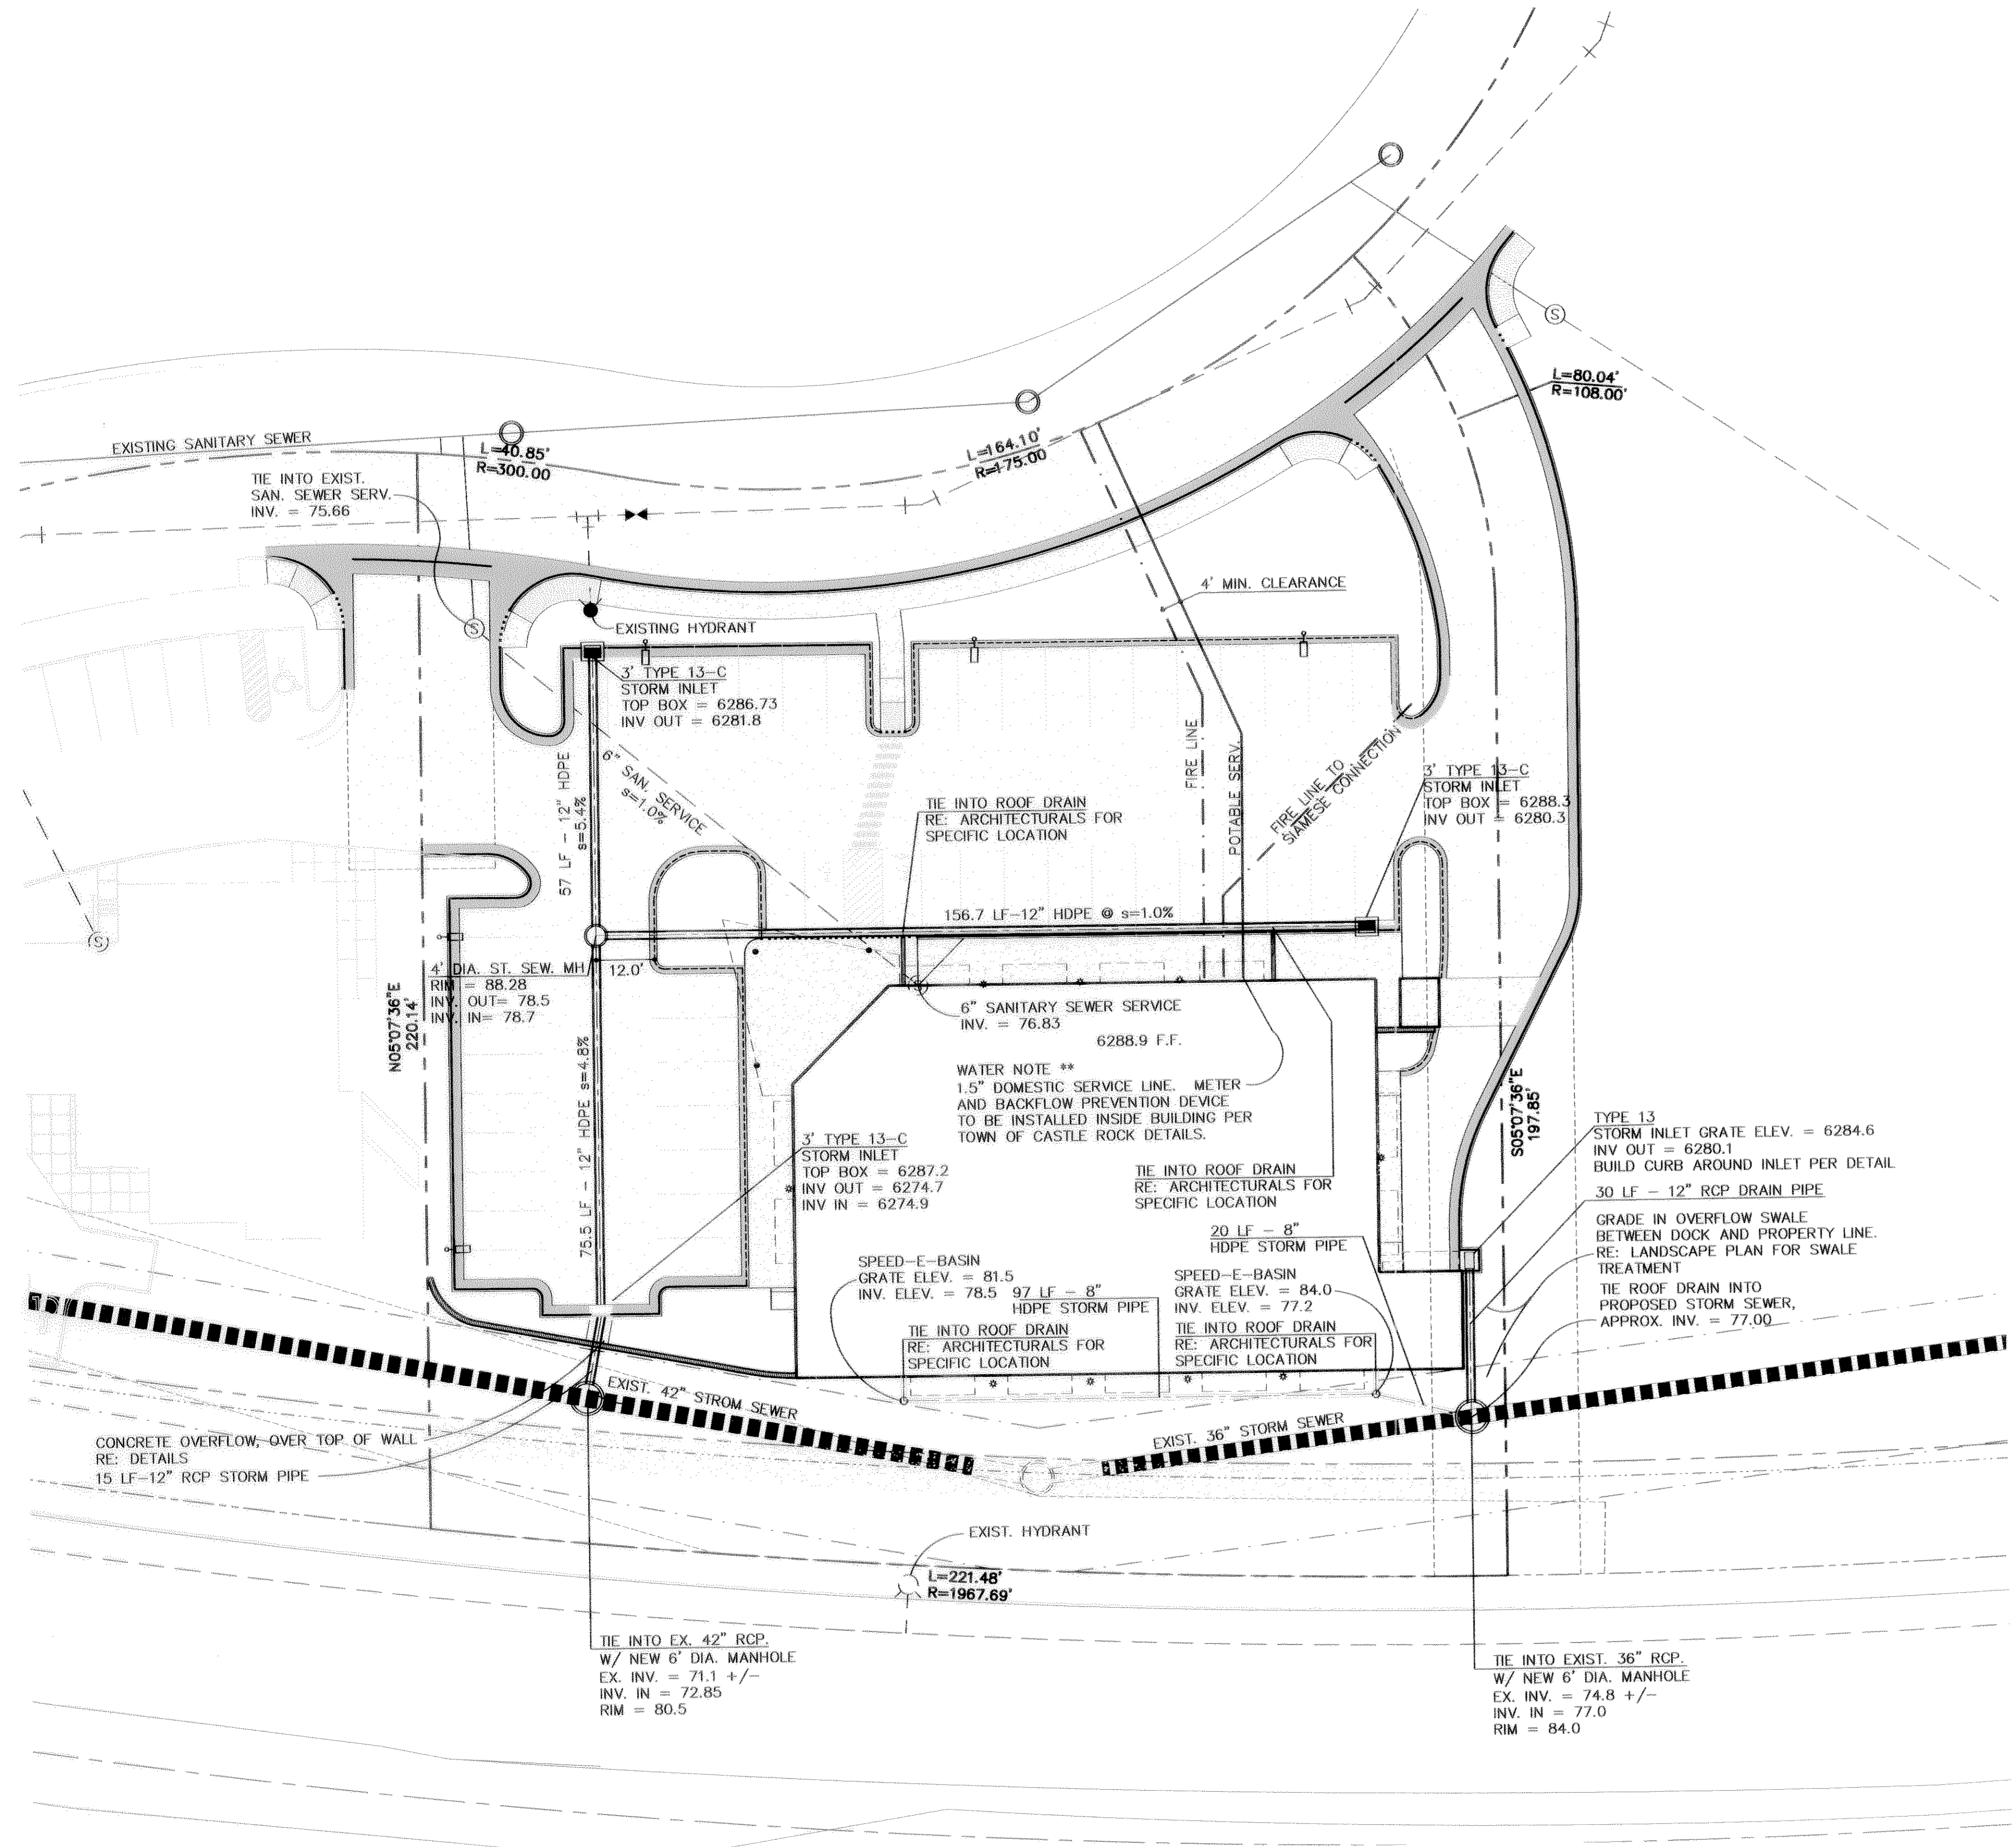 EXISTING SANITARY SEWER
L=40.85'
R=300.00
TIE INTO EXIST.
SAN. SEWER SERV.
INV. = 75.66
L=164.10'
R=175.00
L=80.04'
R=108.00'
4' MIN. CLEARANCE
EXISTING HYDRANT
3' TYPE 13-C
STORM INLET
TOP BOX = 6286.73
INV OUT = 6281.8
57 LF - 12" HDPE
s=5.4%
6" SAN. SERVICE
s=1.0%
FIRE LINE
POTABLE SERV.
FIRE LINE TO
SIAMESE CONNECTION
3' TYPE 13-C
STORM INLET
TOP BOX = 6288.3
INV OUT = 6280.3
TIE INTO ROOF DRAIN
RE: ARCHITECTURALS FOR
SPECIFIC LOCATION
156.7 LF-12" HDPE @ s=1.0%
4' DIA. ST. SEW. MH
RIM = 88.28
INV. OUT= 78.5
INV. IN= 78.7
12.0'
N05°07'36"E
220.14'
6" SANITARY SEWER SERVICE
INV. = 76.83
6288.9 F.F.
WATER NOTE **
1.5" DOMESTIC SERVICE LINE. METER
AND BACKFLOW PREVENTION DEVICE
TO BE INSTALLED INSIDE BUILDING PER
TOWN OF CASTLE ROCK DETAILS.
75.5 LF - 12" HDPE s=4.8%
3' TYPE 13-C
STORM INLET
TOP BOX = 6287.2
INV OUT = 6274.7
INV IN = 6274.9
TIE INTO ROOF DRAIN
RE: ARCHITECTURALS FOR
SPECIFIC LOCATION
S05°07'36"E
197.85'
TYPE 13
STORM INLET GRATE ELEV. = 6284.6
INV OUT = 6280.1
BUILD CURB AROUND INLET PER DETAIL
30 LF - 12" RCP DRAIN PIPE
GRADE IN OVERFLOW SWALE
BETWEEN DOCK AND PROPERTY LINE.
RE: LANDSCAPE PLAN FOR SWALE
TREATMENT
TIE ROOF DRAIN INTO
PROPOSED STORM SEWER,
APPROX. INV. = 77.00
20 LF - 8"
HDPE STORM PIPE
SPEED-E-BASIN
GRATE ELEV. = 81.5
INV. ELEV. = 78.5
97 LF - 8"
HDPE STORM PIPE
SPEED-E-BASIN
GRATE ELEV. = 84.0
INV. ELEV. = 77.2
TIE INTO ROOF DRAIN
RE: ARCHITECTURALS FOR
SPECIFIC LOCATION
TIE INTO ROOF DRAIN
RE: ARCHITECTURALS FOR
SPECIFIC LOCATION
EXIST. 42" STROM SEWER
EXIST. 36" STORM SEWER
CONCRETE OVERFLOW, OVER TOP OF WALL
RE: DETAILS
15 LF-12" RCP STORM PIPE
EXIST. HYDRANT
L=221.48'
R=1967.69'
TIE INTO EX. 42" RCP.
W/ NEW 6' DIA. MANHOLE
EX. INV. = 71.1 +/-
INV. IN = 72.85
RIM = 80.5
TIE INTO EXIST. 36" RCP.
W/ NEW 6' DIA. MANHOLE
EX. INV. = 74.8 +/-
INV. IN = 77.0
RIM = 84.0
S
S
S
S